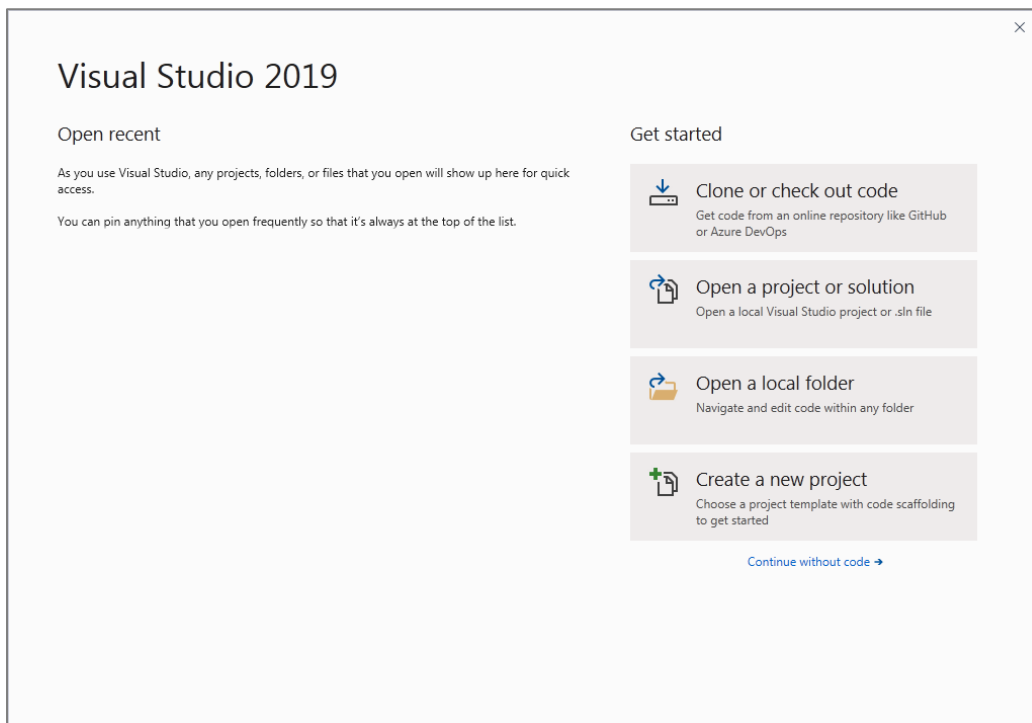 Visual Studio 2019
Open recent
As you use Visual Studio, any projects, folders, or files that you open will show up here for quick
access.
You can pin anything that you open frequently so that it's always at the top of the list.
Get started
Clone or check out code
Get code from an online repository like GitHub
or Azure DevOps
Open a project or solution
Open a local Visual Studio project or .sln file
Open a local folder
Navigate and edit code within any folder
Create a new project
Choose a project template with code scaffolding
to get started
Continue without code →